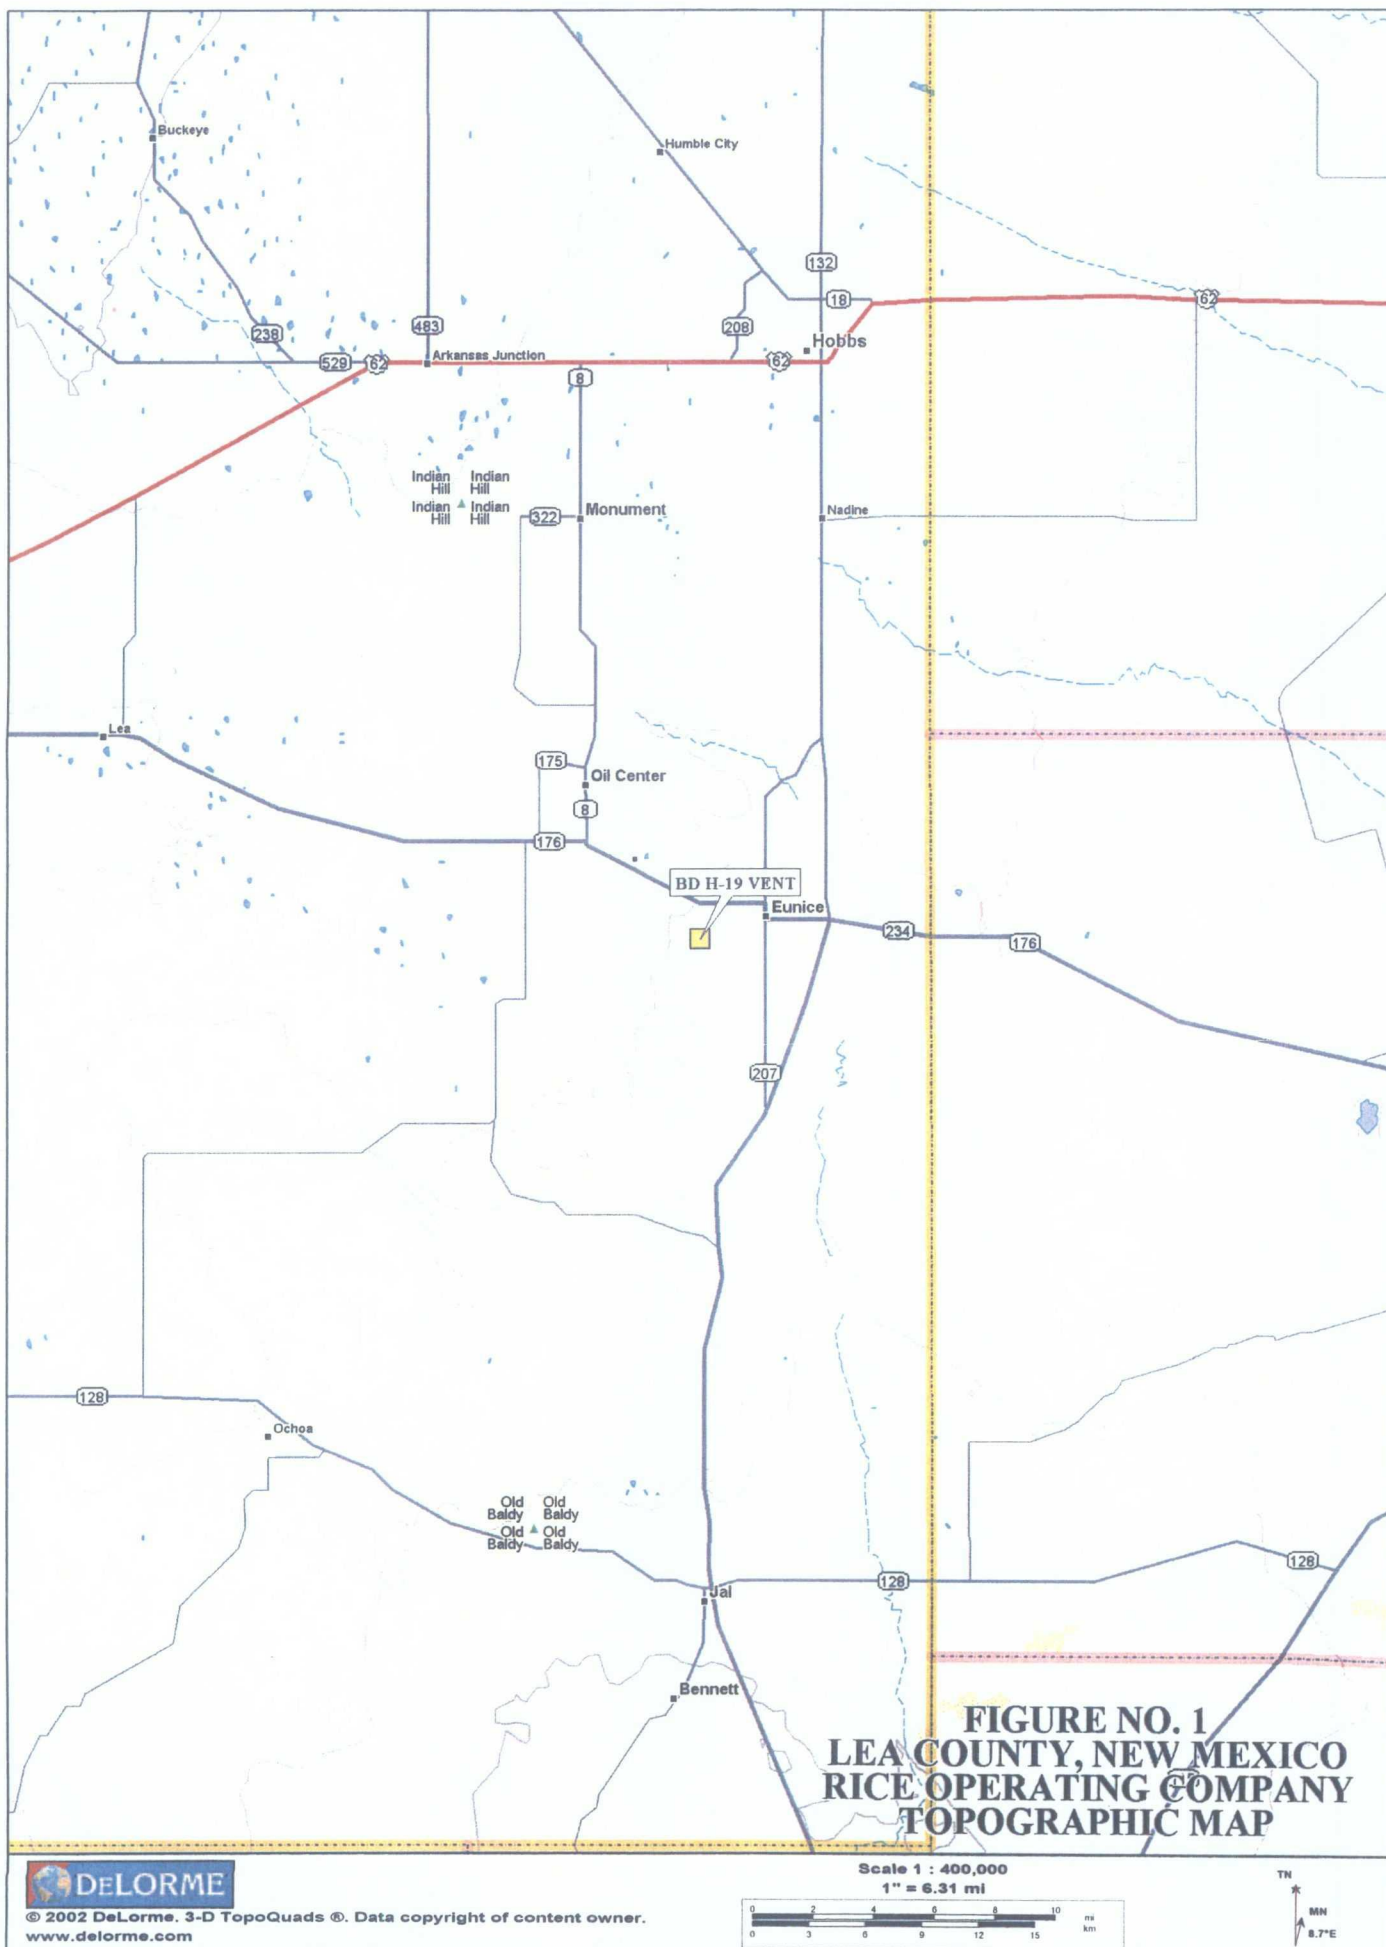 Buckeye
Humble City
132
18
62
238
483
208
Hobbs
529
62
Arkansas Junction
62
8
Indian Hill
Indian Hill
Indian Hill
Indian Hill
322
Monument
Nadine
Lea
175
Oil Center
8
176
BD H-19 VENT
Eunice
234
176
207
128
Ochoa
Old Baldy
Old Baldy
Old Baldy
Old Baldy
128
128
Jal
Bennett
FIGURE NO. 1
LEA COUNTY, NEW MEXICO
RICE OPERATING COMPANY
TOPOGRAPHIC MAP
DELORME
© 2002 DeLorme. 3-D TopoQuads ®. Data copyright of content owner.
www.delorme.com
Scale 1 : 400,000
1" = 6.31 mi
0 2 4 6 8 10 mi
0 3 6 9 12 15 km
TN
MN
8.7°E